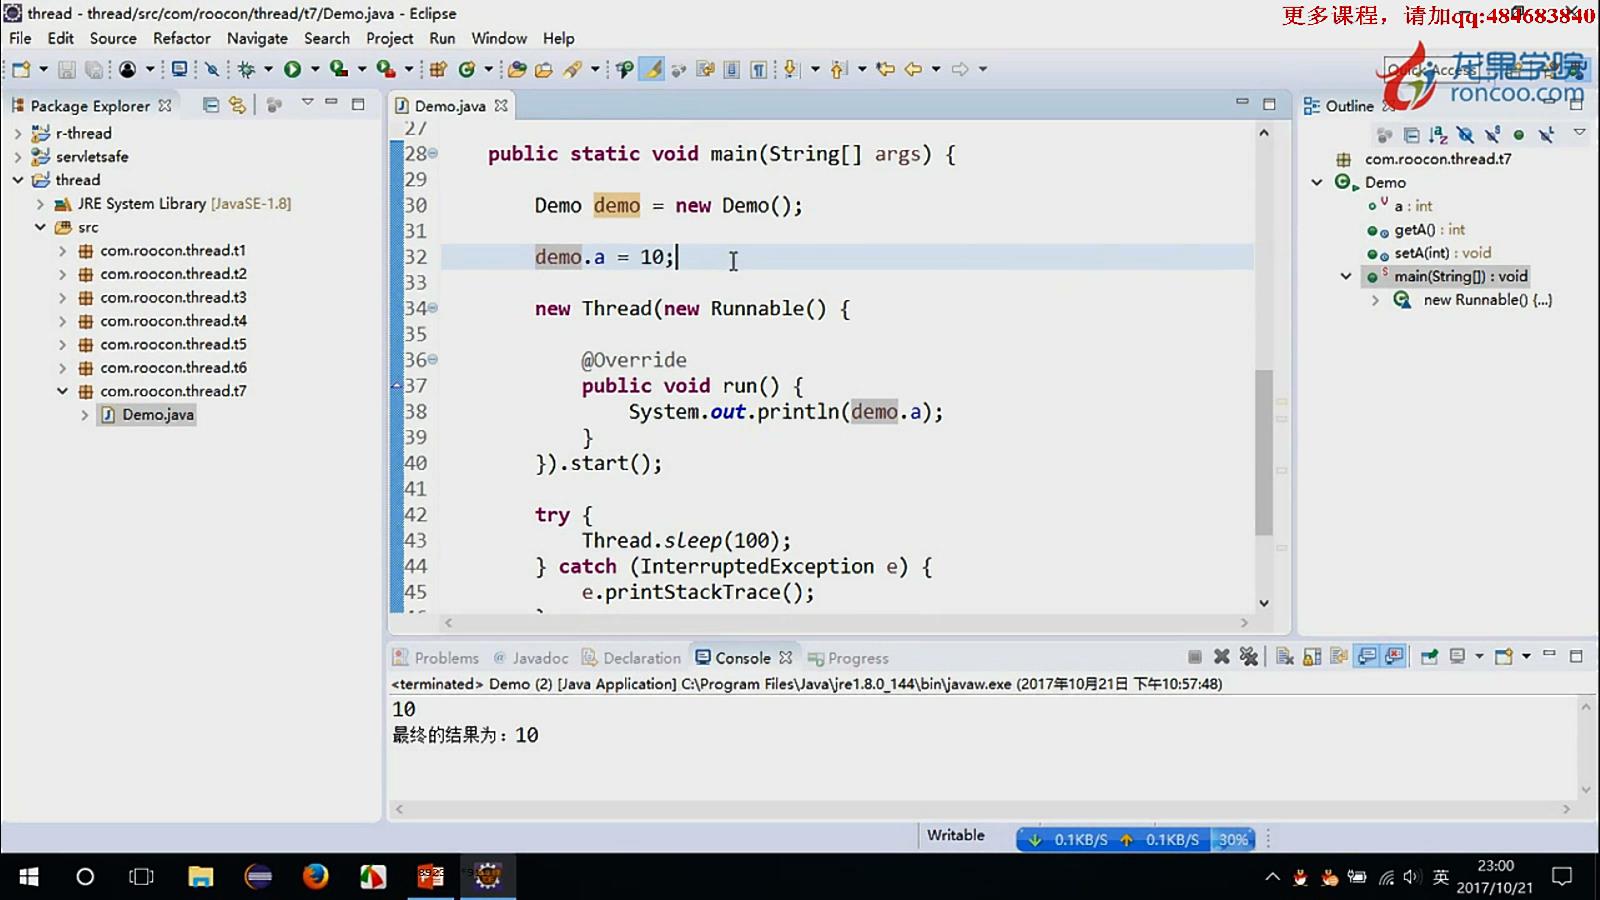 thread - thread/src/com/roocon/thread/t7/Demo.java - Eclipse
更多课程，请加qq:484683840
File Edit Source Refactor Navigate Search Project Run Window Help
Quick Access
龙果学院
roncoo.com
Package Explorer
r-thread
servletsafe
thread
JRE System Library [JavaSE-1.8]
src
com.roocon.thread.t1
com.roocon.thread.t2
com.roocon.thread.t3
com.roocon.thread.t4
com.roocon.thread.t5
com.roocon.thread.t6
com.roocon.thread.t7
Demo.java
Demo.java
27
28 public static void main(String[] args) {
29
30 Demo demo = new Demo();
31
32 demo.a = 10;
33
34 new Thread(new Runnable() {
35
36 @Override
37 public void run() {
38 System.out.println(demo.a);
39 }
40 }).start();
41
42 try {
43 Thread.sleep(100);
44 } catch (InterruptedException e) {
45 e.printStackTrace();
Outline
com.roocon.thread.t7
Demo
a : int
getA() : int
setA(int) : void
main(String[]) : void
new Runnable() {...}
Problems Javadoc Declaration Console Progress
<terminated> Demo (2) [Java Application] C:\Program Files\Java\jre1.8.0_144\bin\javaw.exe (2017年10月21日 下午10:57:48)
10
最终的结果为：10
Writable
0.1KB/S 0.1KB/S 30%
英
23:00
2017/10/21